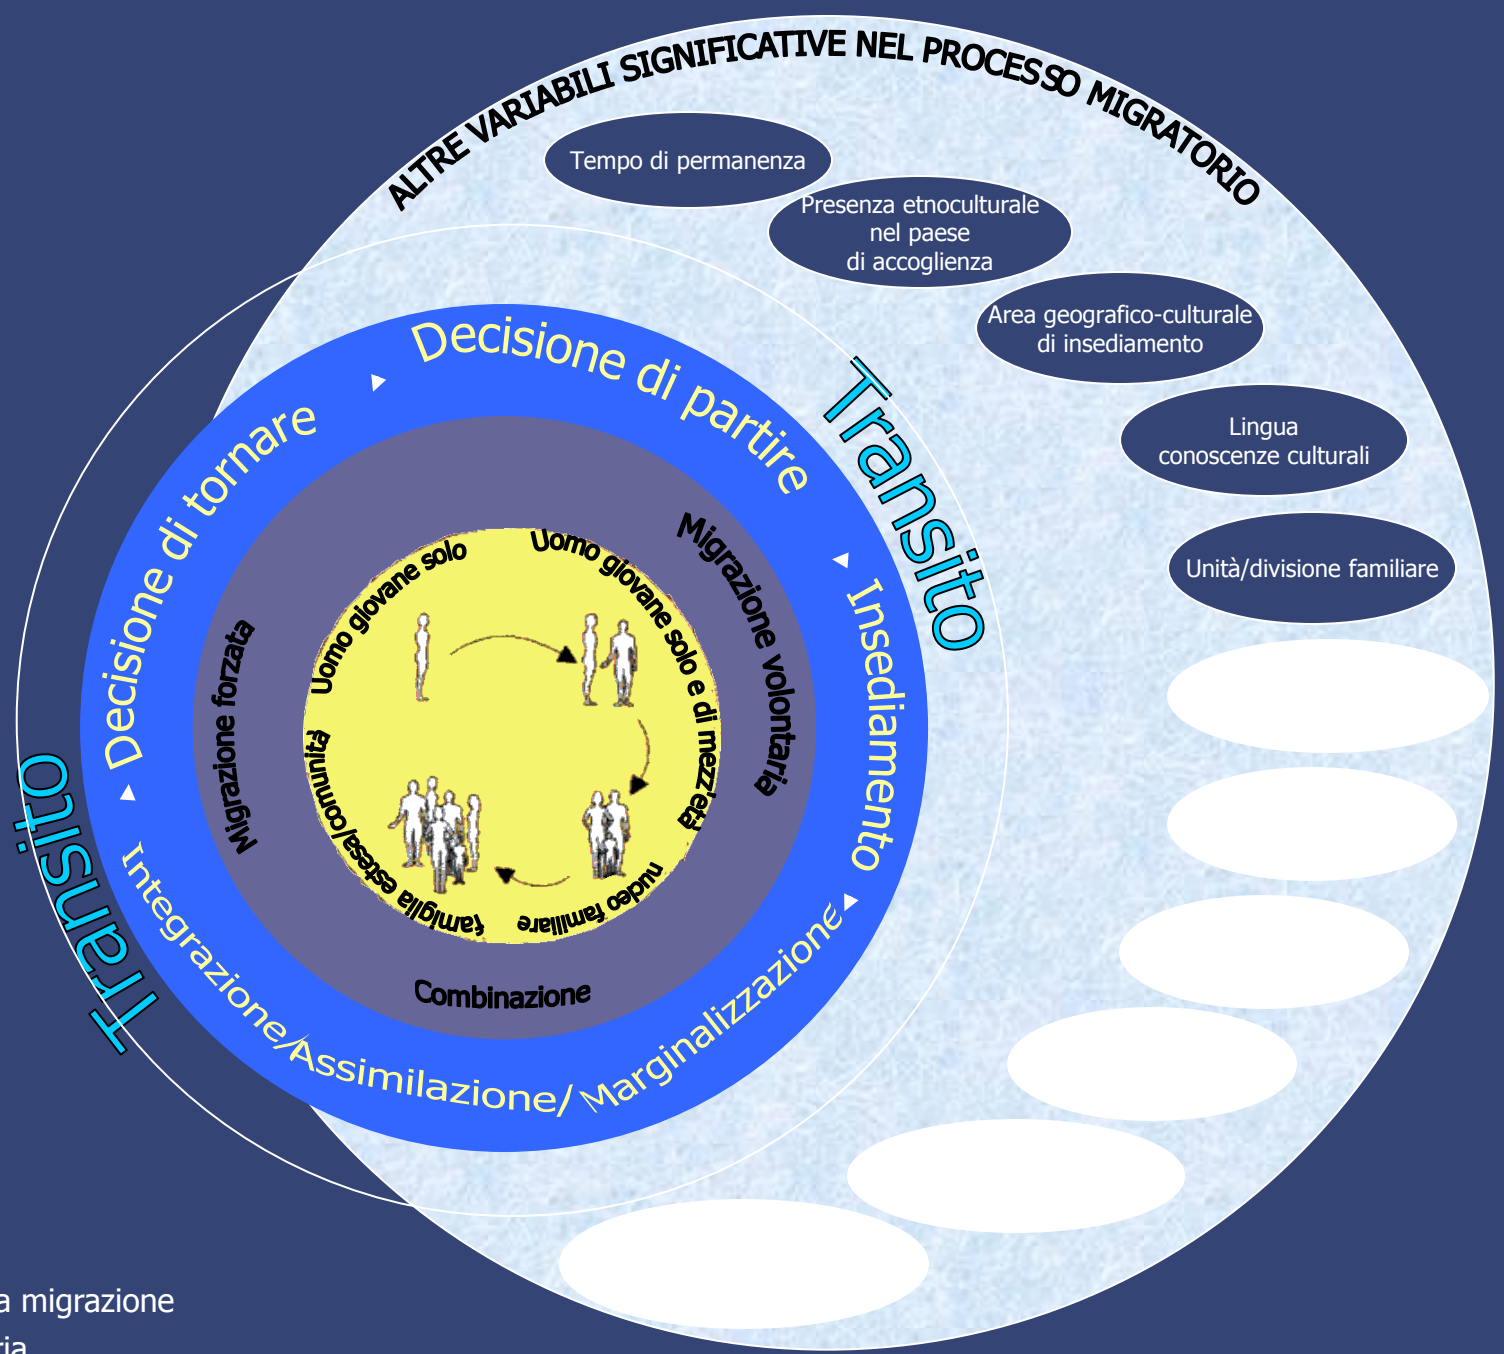 ALTRE VARIABILI SIGNIFICATIVE NEL PROCESSO MIGRATORIO
Tempo di permanenza
Presenza etnoculturale
nel paese
di accoglienza
Area geografico-culturale
di insediamento
Lingua
conoscenze culturali
Unità/divisione familiare
Transito
Decisione di partire
Insediamento
Integrazione/Assimilazione/Marginalizzazione
Decisione di tornare
Transito
Migrazione volontaria
Combinazione
Migrazione forzata
Uomo giovane solo
Uomo giovane solo e di mezz'età
nucleo familiare
famiglia estesa/comunità
a migrazione
ria